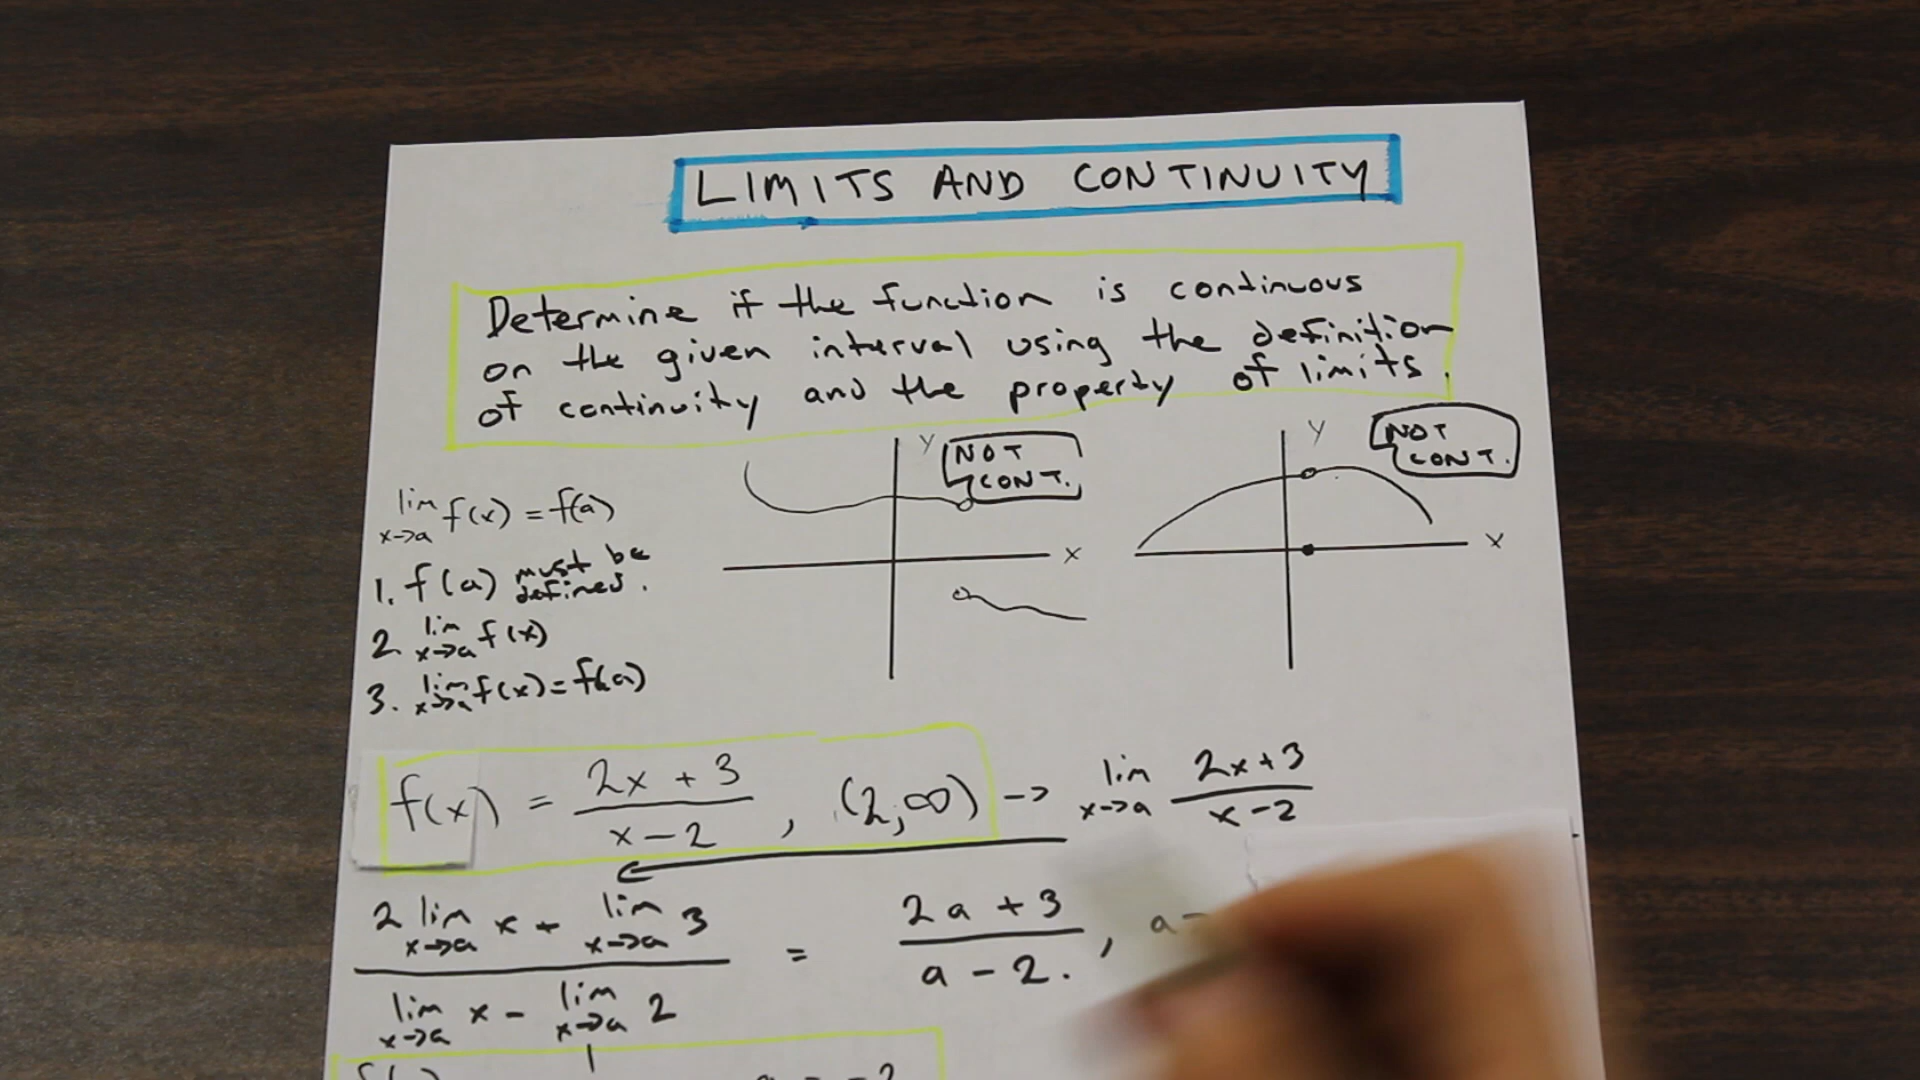 LIMITS AND CONTINUITY
Determine if the function is continuous
on the given interval using the definition
of continuity and the property of limits.
lim x→a f(x) = f(a)
1. f(a) must be defined.
2. lim x→a f(x)
3. lim x→a f(x) = f(a)
Y
NOT
CONT.
X
Y
NOT
CONT.
X
f(x) = (2x + 3)/(x - 2), (2,∞) → lim x→a (2x+3)/(x-2)
(2 lim x→a x + lim x→a 3)/(lim x→a x - lim x→a 2) = (2a + 3)/(a - 2.), a